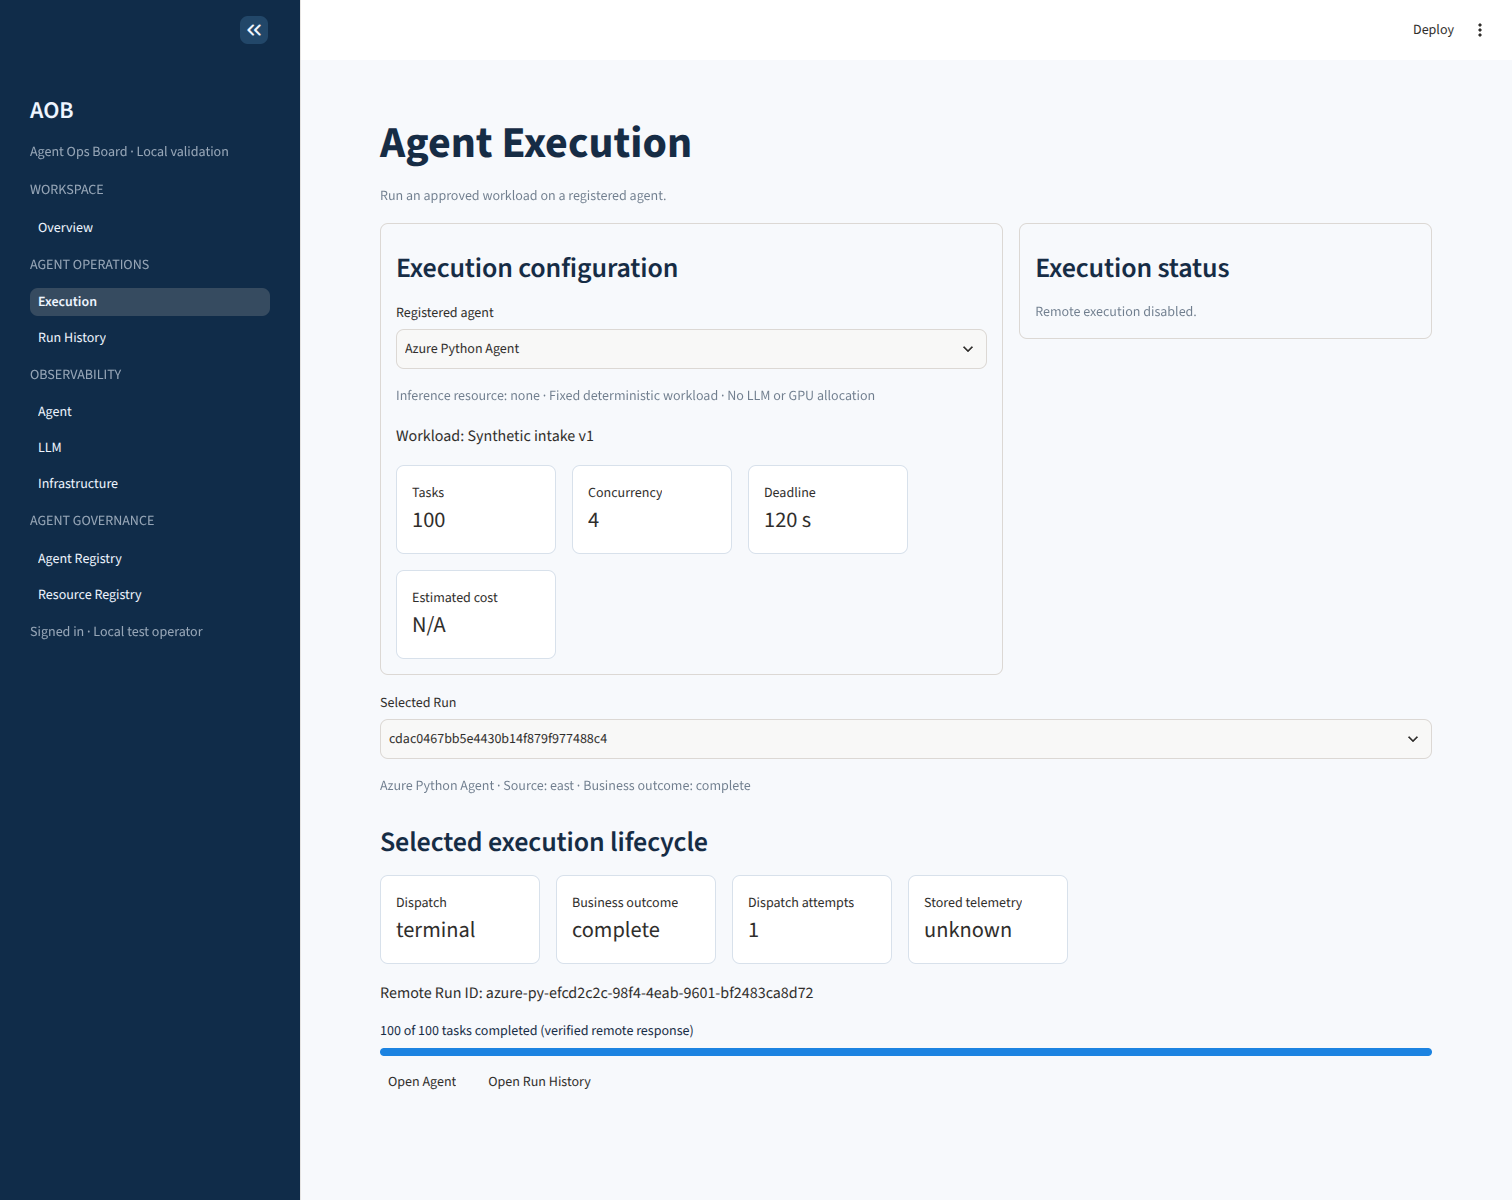 Deploy
AOB
Agent Ops Board · Local validation
WORKSPACE
Overview
AGENT OPERATIONS
Execution
Run History
OBSERVABILITY
Agent
LLM
Infrastructure
AGENT GOVERNANCE
Agent Registry
Resource Registry
Signed in · Local test operator
Agent Execution
Run an approved workload on a registered agent.
Execution configuration
Registered agent
Azure Python Agent
Inference resource: none · Fixed deterministic workload · No LLM or GPU allocation
Workload: Synthetic intake v1
Tasks
100
Concurrency
4
Deadline
120 s
Estimated cost
N/A
Execution status
Remote execution disabled.
Selected Run
cdac0467bb5e4430b14f879f977488c4
Azure Python Agent · Source: east · Business outcome: complete
Selected execution lifecycle
Dispatch
terminal
Business outcome
complete
Dispatch attempts
1
Stored telemetry
unknown
Remote Run ID: azure-py-efcd2c2c-98f4-4eab-9601-bf2483ca8d72
100 of 100 tasks completed (verified remote response)
Open Agent
Open Run History